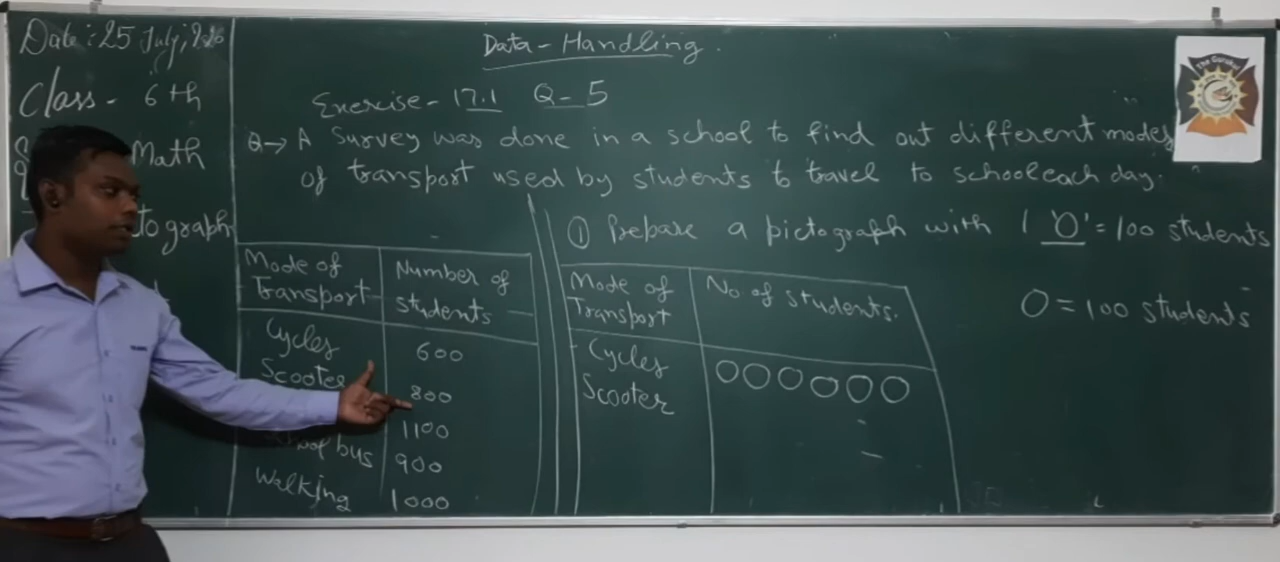 Date: 25 July, 2020
Class - 6th
Math
tograph
Data - Handling.
Exercise - 17.1 Q - 5
Q→ A survey was done in a school to find out different modes
of transport used by students to travel to school each day.
Mode of Transport
Number of students
Cycles 600
Scooter 800
1100
bus 900
Walking 1000
① Prepare a pictograph with 1 'O' = 100 students
Mode of Transport
No of students.
Cycles OOOOOO
Scooter
O = 100 students
The Gurukul